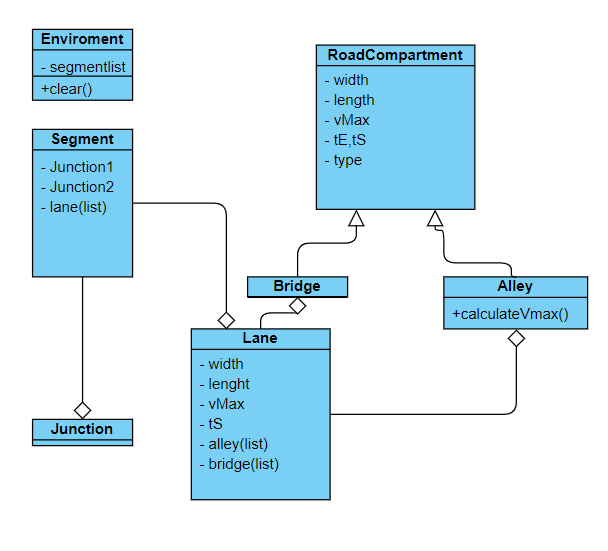 Enviroment
- segmentlist
+clear()
Segment
- Junction1
- Junction2
- lane(list)
Junction
RoadCompartment
- width
- length
- vMax
- tE,tS
- type
Bridge
Alley
+calculateVmax()
Lane
- width
- lenght
- vMax
- tS
- alley(list)
- bridge(list)